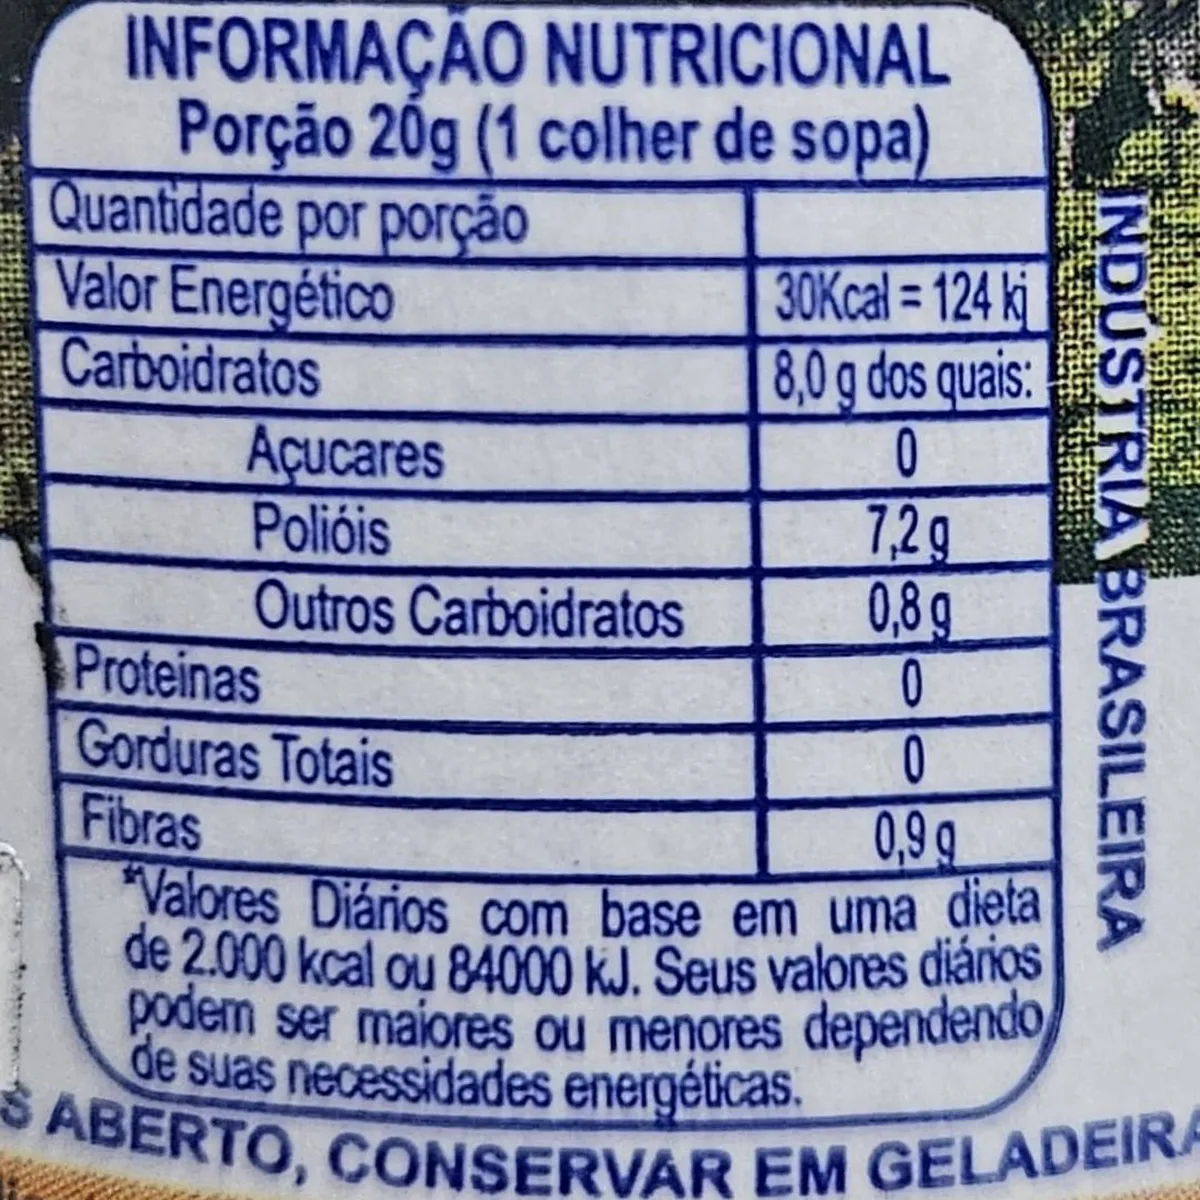 INFORMAÇÃO NUTRICIONAL
Porção 20g (1 colher de sopa)
Quantidade por porção
Valor Energético 30Kcal = 124 kj
Carboidratos 8,0 g dos quais:
Açucares 0
Polióis 7,2 g
Outros Carboidratos 0,8 g
Proteinas 0
Gorduras Totais 0
Fibras 0,9 g
*Valores Diários com base em uma dieta
de 2.000 kcal ou 84000 kJ. Seus valores diários
podem ser maiores ou menores dependendo
de suas necessidades energéticas.
INDÚSTRIA BRASILEIRA
S ABERTO, CONSERVAR EM GELADEIRA